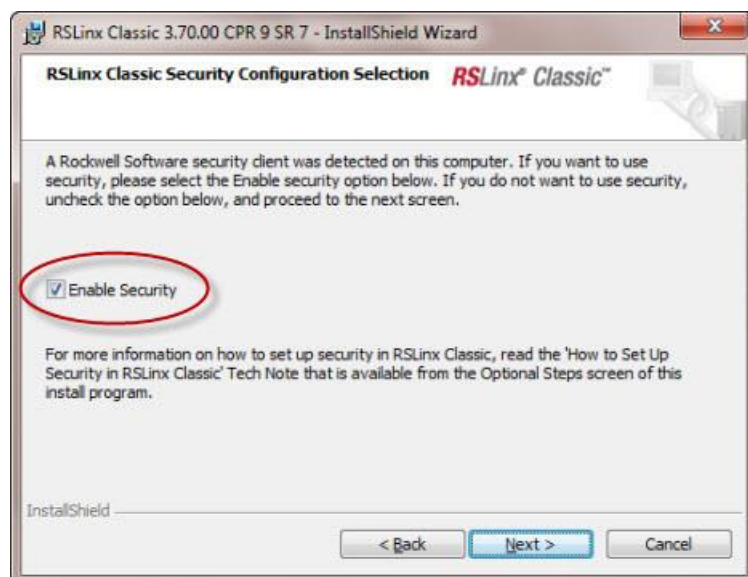 RSLinx Classic 3.70.00 CPR 9 SR 7 - InstallShield Wizard
RSLinx Classic Security Configuration Selection RSLinx® Classic™
A Rockwell Software security client was detected on this computer. If you want to use
security, please select the Enable security option below. If you do not want to use security,
uncheck the option below, and proceed to the next screen.
Enable Security
For more information on how to set up security in RSLinx Classic, read the 'How to Set Up
Security in RSLinx Classic' Tech Note that is available from the Optional Steps screen of this
install program.
InstallShield
< Back Next > Cancel